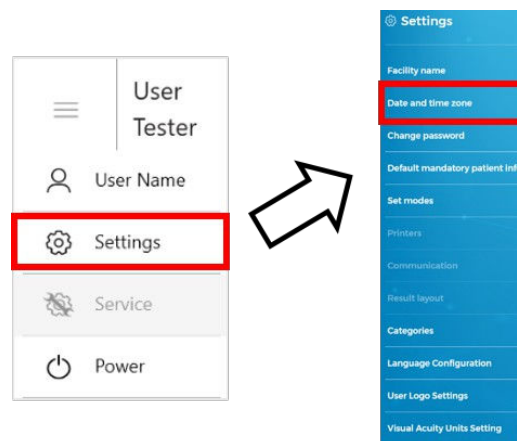 User
Tester
User Name
Settings
Service
Power
Settings
Facility name
Date and time zone
Change password
Default mandatory patient inf
Set modes
Printers
Communication
Result layout
Categories
Language Configuration
User Logo Settings
Visual Acuity Units Setting